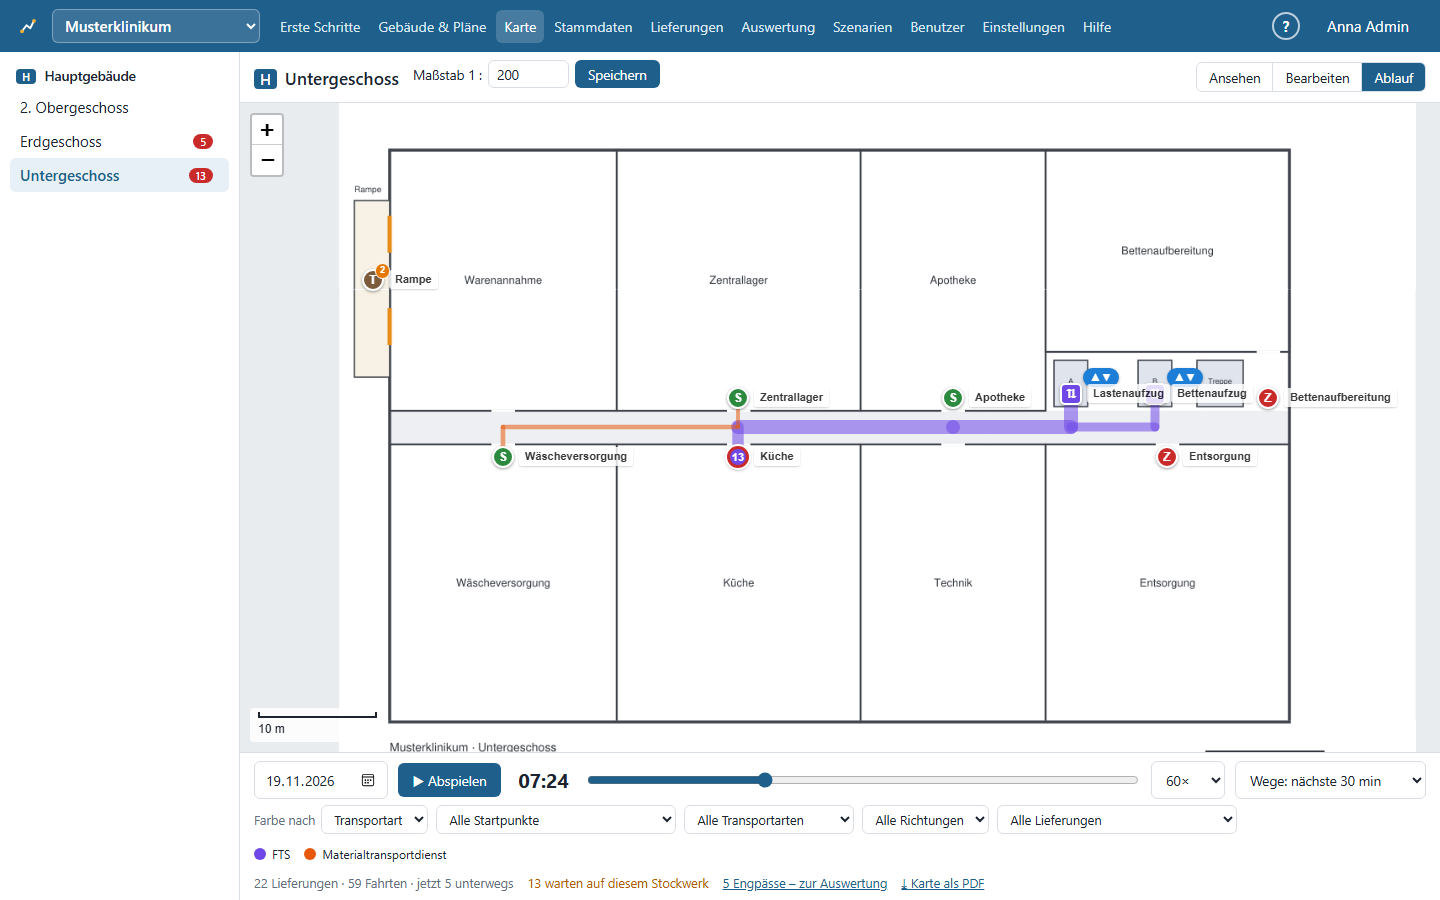 Musterklinikum
Erste Schritte
Gebäude & Pläne
Karte
Stammdaten
Lieferungen
Auswertung
Szenarien
Benutzer
Einstellungen
Hilfe
?
Anna Admin
H Hauptgebäude
2. Obergeschoss
Erdgeschoss 5
Untergeschoss 13
H Untergeschoss
Maßstab 1 : 200
Speichern
Ansehen
Bearbeiten
Ablauf
+
−
Rampe
T 2 Rampe
Warenannahme
Zentrallager
Apotheke
Bettenaufbereitung
A
B
Treppe
S Zentrallager
S Apotheke
Lastenaufzug
Bettenaufzug
Z Bettenaufbereitung
S Wäscheversorgung
13 Küche
Z Entsorgung
Wäscheversorgung
Küche
Technik
Entsorgung
10 m
Musterklinikum · Untergeschoss
19.11.2026
Abspielen
07:24
60×
Wege: nächste 30 min
Farbe nach
Transportart
Alle Startpunkte
Alle Transportarten
Alle Richtungen
Alle Lieferungen
FTS
Materialtransportdienst
22 Lieferungen · 59 Fahrten · jetzt 5 unterwegs
13 warten auf diesem Stockwerk
5 Engpässe – zur Auswertung
↓ Karte als PDF